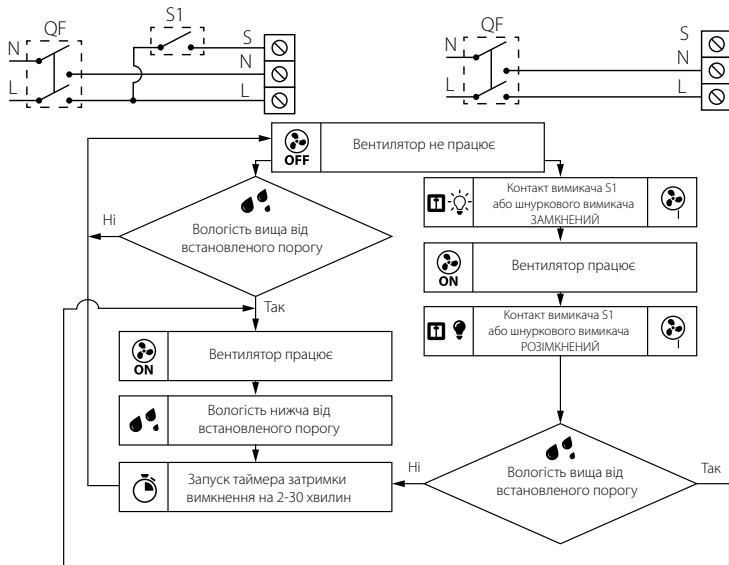 QF
S1
N
S
N
L
L
QF
N
S
N
L
L
OFF
Вентилятор не працює
Контакт вимикача S1
або шнуркового вимикача
ЗАМКНЕНИЙ
Ні
Вологість вища від
встановленого порогу
ON
Вентилятор працює
Так
Контакт вимикача S1
або шнуркового вимикача
РОЗІМКНЕНИЙ
ON
Вентилятор працює
Вологість нижча від
встановленого порогу
Запуск таймера затримки
вимкнення на 2-30 хвилин
Ні
Вологість вища від
встановленого порогу
Так